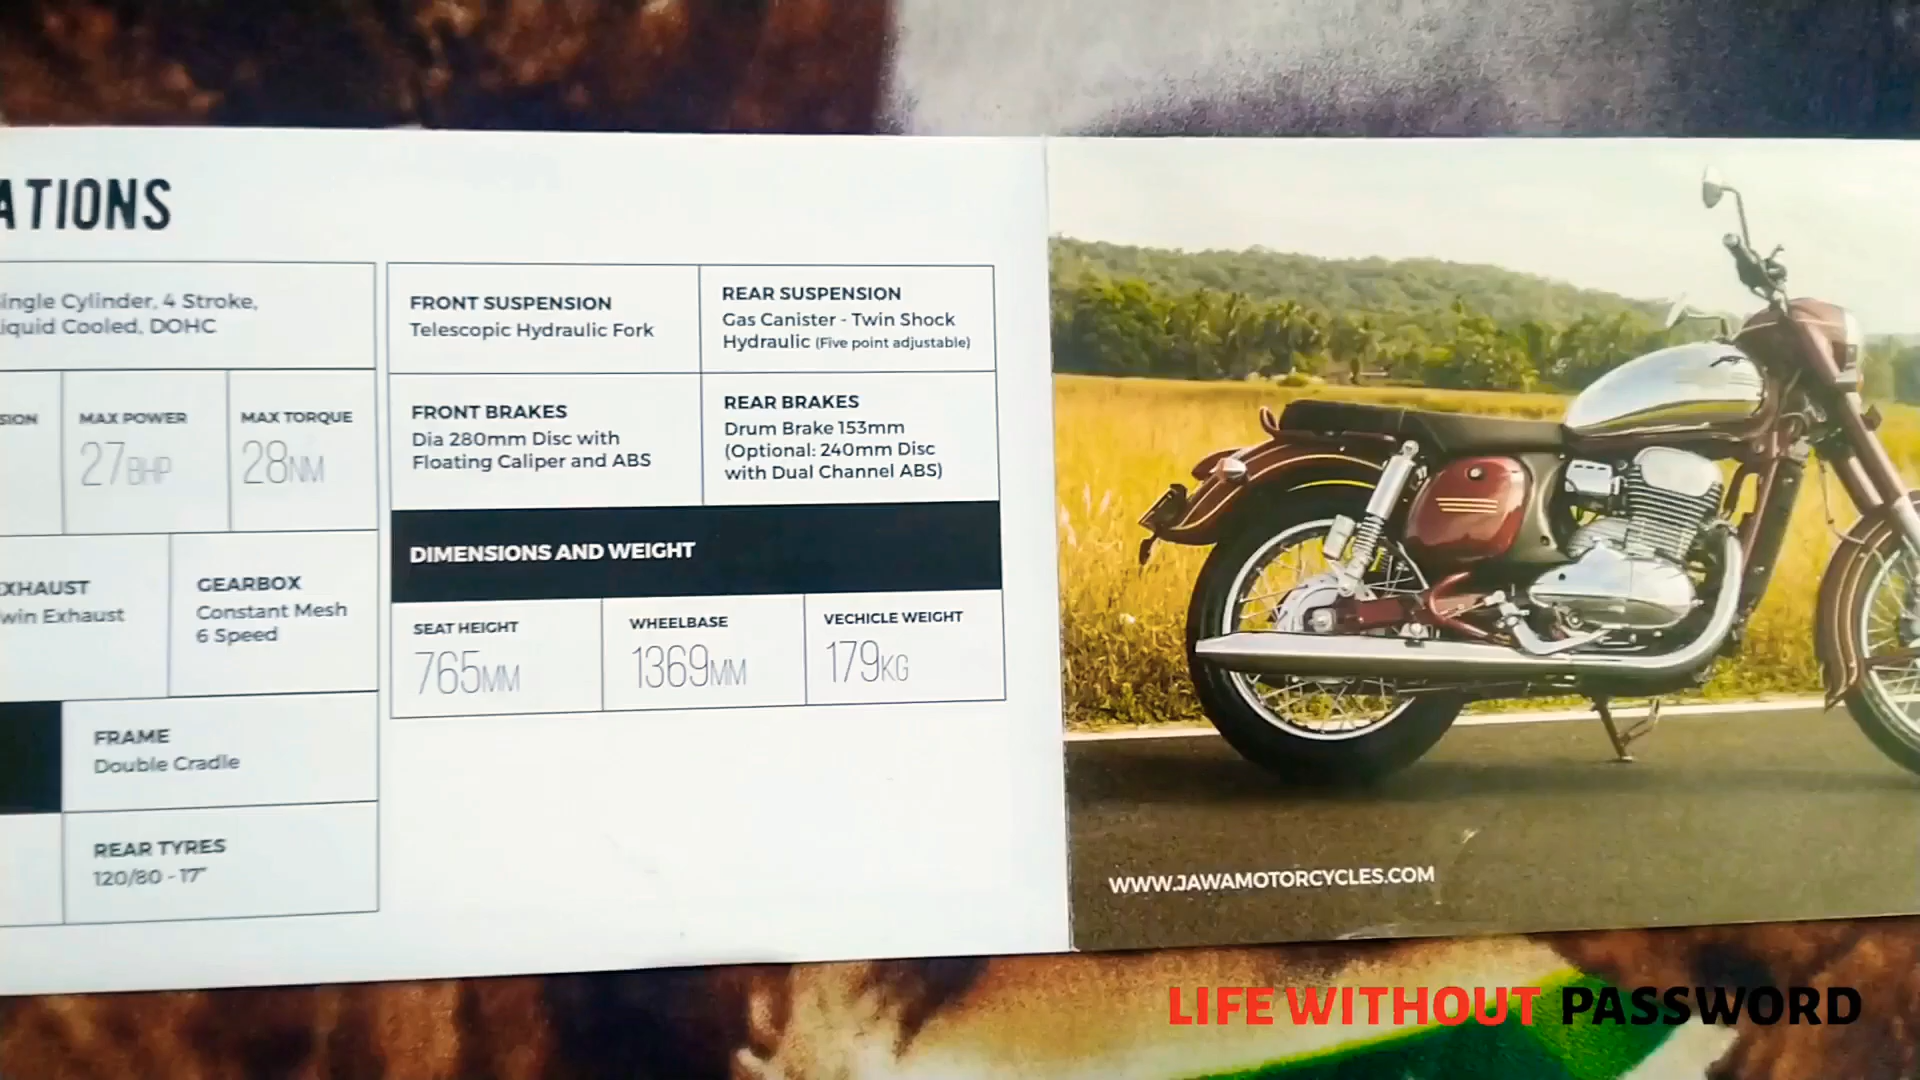 ATIONS
ingle Cylinder, 4 Stroke,
iquid Cooled, DOHC
SION
MAX POWER
27BHP
MAX TORQUE
28NM
XHAUST
win Exhaust
GEARBOX
Constant Mesh
6 Speed
FRAME
Double Cradle
REAR TYRES
120/80 - 17"
FRONT SUSPENSION
Telescopic Hydraulic Fork
REAR SUSPENSION
Gas Canister - Twin Shock
Hydraulic (Five point adjustable)
FRONT BRAKES
Dia 280mm Disc with
Floating Caliper and ABS
REAR BRAKES
Drum Brake 153mm
(Optional: 240mm Disc
with Dual Channel ABS)
DIMENSIONS AND WEIGHT
SEAT HEIGHT
765MM
WHEELBASE
1369MM
VECHICLE WEIGHT
179KG
WWW.JAWAMOTORCYCLES.COM
LIFE WITHOUT PASSWORD